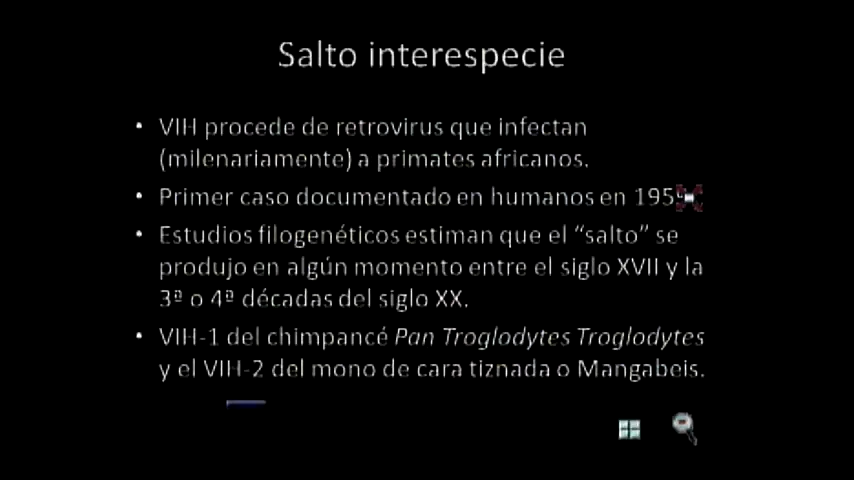 Salto interespecie
• VIH procede de retrovirus que infectan
(milenariamente) a primates africanos.
• Primer caso documentado en humanos en
• Estudios filogenéticos estiman que el “salto” se
produjo en algún momento entre el siglo XVII y la
3ª o 4ª décadas del siglo XX.
• VIH-1 del chimpancé Pan Troglodytes Troglodytes
y el VIH-2 del mono de cara tiznada o Mangabeis.